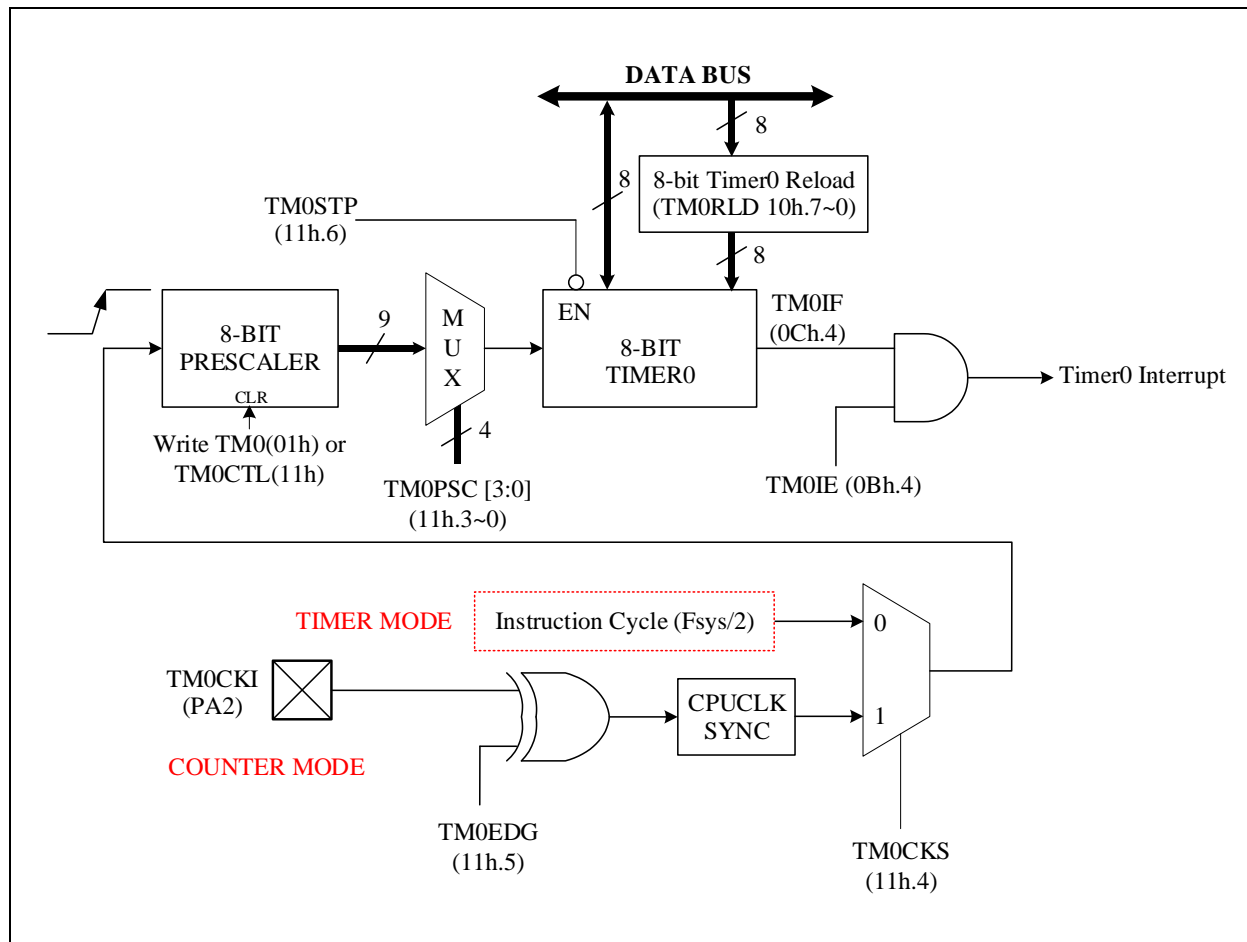 DATA BUS
8
8
8-bit Timer0 Reload
(TM0RLD 10h.7~0)
TM0STP
(11h.6)
8
8-BIT
PRESCALER
CLR
9
M
U
X
EN
8-BIT
TIMER0
TM0IF
(0Ch.4)
Timer0 Interrupt
Write TM0(01h) or
TM0CTL(11h)
4
TM0PSC [3:0]
(11h.3~0)
TM0IE (0Bh.4)
TIMER MODE
Instruction Cycle (Fsys/2)
0
TM0CKI
(PA2)
CPUCLK
SYNC
1
COUNTER MODE
TM0EDG
(11h.5)
TM0CKS
(11h.4)